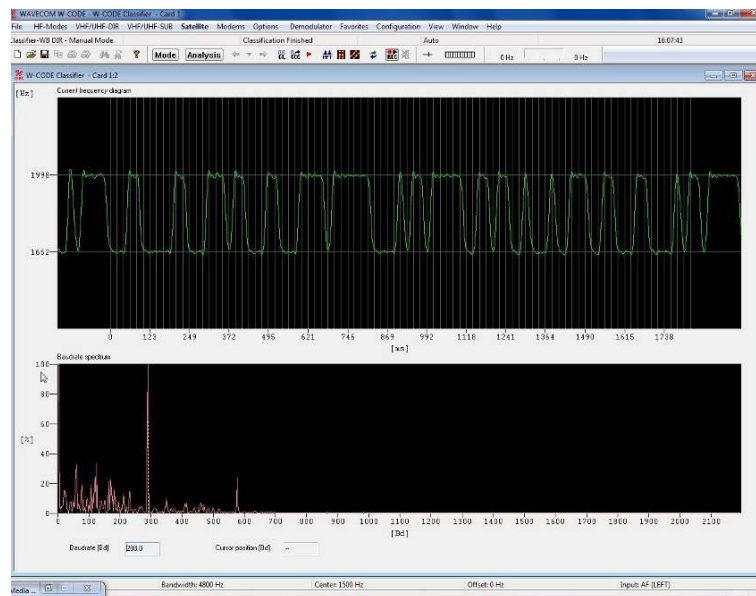 WAVECOM W-CODE - W-CODE Classifier - Card 1
File HF-Modes VHF/UHF-DIR VHF/UHF-SUB Satellite Modems Options Demodulator Favorites Configuration View Window Help
Classifier-W8 DIR - Manual Mode Classification Finished Auto 16:07:43
Mode Analysis 0 Hz 0 Hz
W-CODE Classifier - Card 1:2
[Hz] Current frequency diagram
1652
0 123 249 372 495 621 746 869 992 1118 1241 1364 1490 1615 1738
[ms]
Baudrate spectrum
100
80
60
[%]
40
20
0
0 100 200 300 400 500 600 700 800 900 1000 1100 1200 1300 1400 1500 1600 1700 1800 1900 2000 2100
[Bd]
Baudrate [Bd] 288.0 Cursor position [Bd] --
Media ... Bandwidth: 4800 Hz Center: 1500 Hz Offset: 0 Hz Input: AF (LEFT)